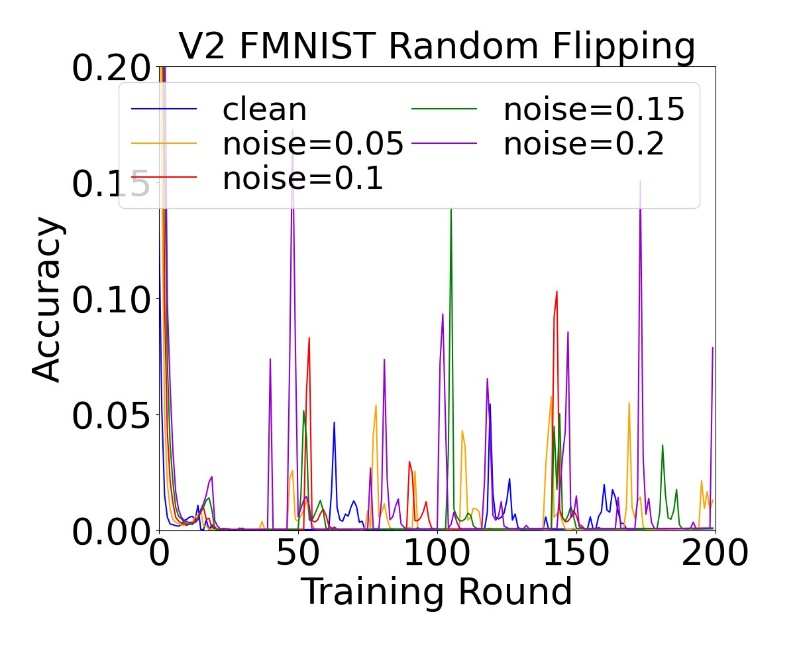 V2 FMNIST Random Flipping
0.20
0.15
0.10
0.05
0.00
Accuracy
clean
noise=0.05
noise=0.1
noise=0.15
noise=0.2
0 50 100 150 200
Training Round